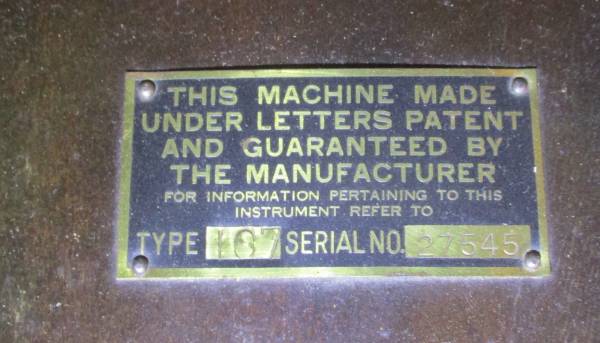 THIS MACHINE MADE
UNDER LETTERS PATENT
AND GUARANTEED BY
THE MANUFACTURER
FOR INFORMATION PERTAINING TO THIS
INSTRUMENT REFER TO
TYPE 167 SERIAL NO. 27545